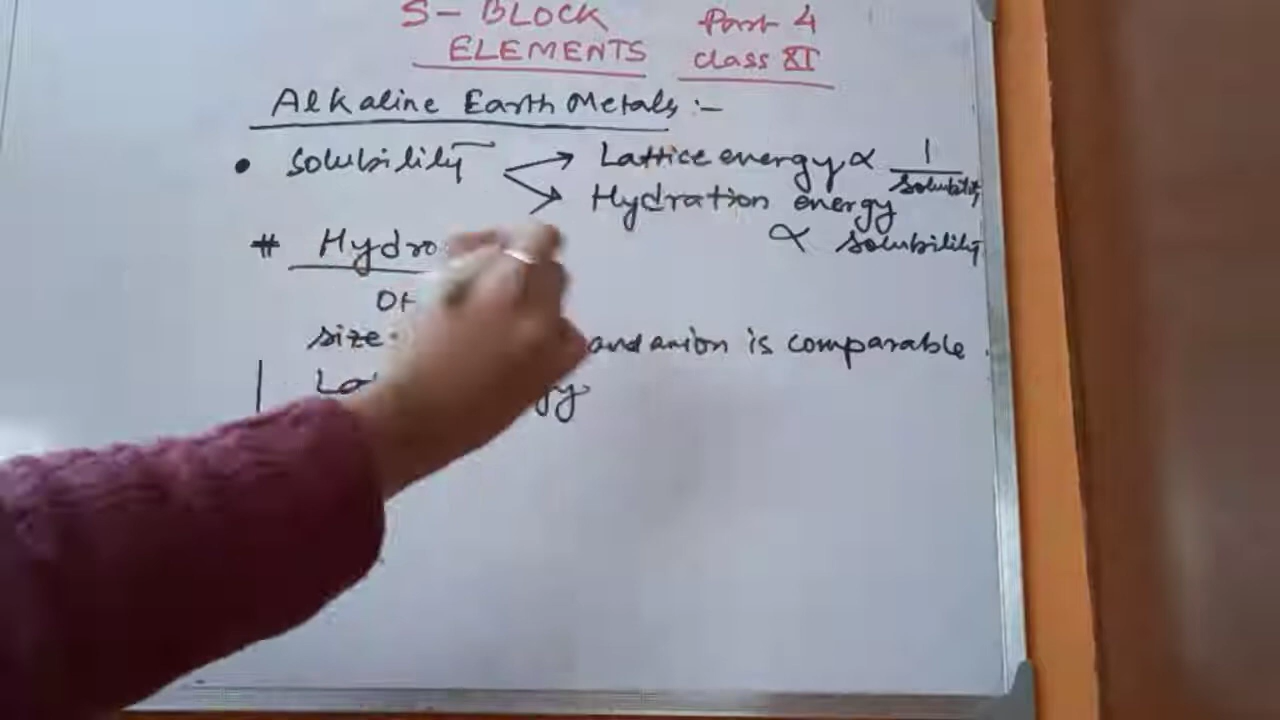 S- BLOCK Part 4
ELEMENTS class XI
Alkaline Earth Metals :-
• Solubility → Lattice energy ∝ 1/solubility
→ Hydration energy
∝ solubility
# Hydro
size and anion is comparable.